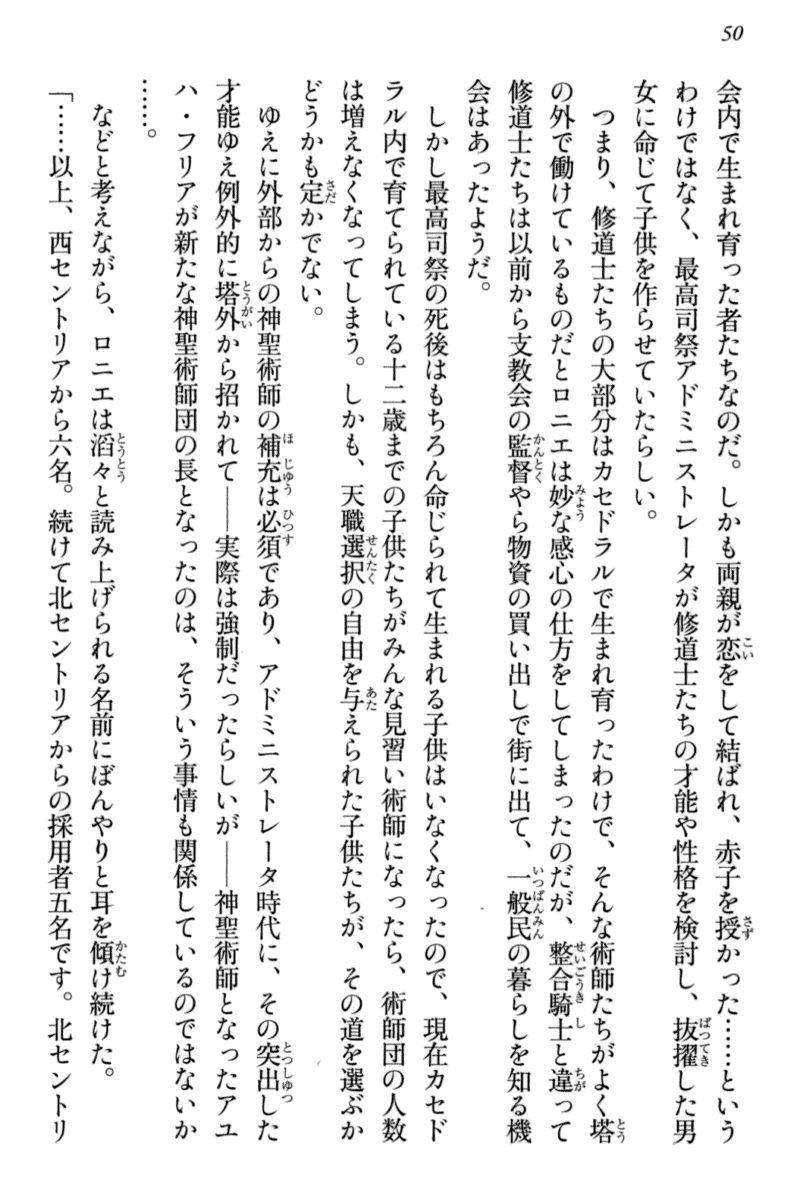 50
会内で生まれ育った者たちなのだ。しかも両親が恋をして結ばれ、赤子を授かった……という
わけではなく、最高司祭アドミニストレータが修道士たちの才能や性格を検討し、抜擢した男
女に命じて子供を作らせていたらしい。
つまり、修道士たちの大部分はカセドラルで生まれ育ったわけで、そんな術師たちがよく塔
の外で働けているものだとロニエは妙な感心の仕方をしてしまったのだが、整合騎士と違って
修道士たちは以前から支教会の監督やら物資の買い出しで街に出て、一般民の暮らしを知る機
会はあったようだ。
しかし最高司祭の死後はもちろん命じられて生まれる子供はいなくなったので、現在カセド
ラル内で育てられている十二歳までの子供たちがみんな見習い術師になったら、術師団の人数
は増えなくなってしまう。しかも、天職選択の自由を与えられた子供たちが、その道を選ぶか
どうかも定かでない。
ゆえに外部からの神聖術師の補充は必須であり、アドミニストレータ時代に、その突出した
才能ゆえ例外的に塔外から招かれて――実際は強制だったらしいが――神聖術師となったアユ
ハ・フリアが新たな神聖術師団の長となったのは、そういう事情も関係しているのではないか
……。
などと考えながら、ロニエは滔々と読み上げられる名前にぼんやりと耳を傾け続けた。
「……以上、西セントリアから六名。続けて北セントリアからの採用者五名です。北セントリ